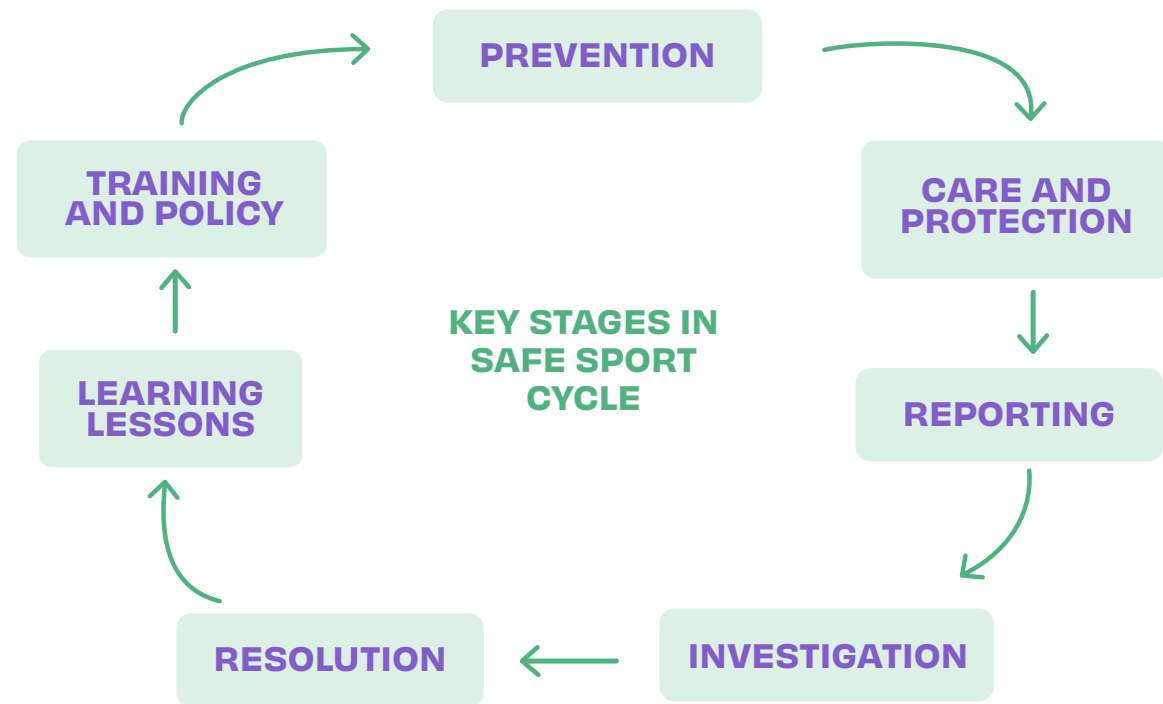 PREVENTION
CARE AND
PROTECTION
REPORTING
INVESTIGATION
RESOLUTION
LEARNING
LESSONS
TRAINING
AND POLICY
KEY STAGES IN
SAFE SPORT
CYCLE